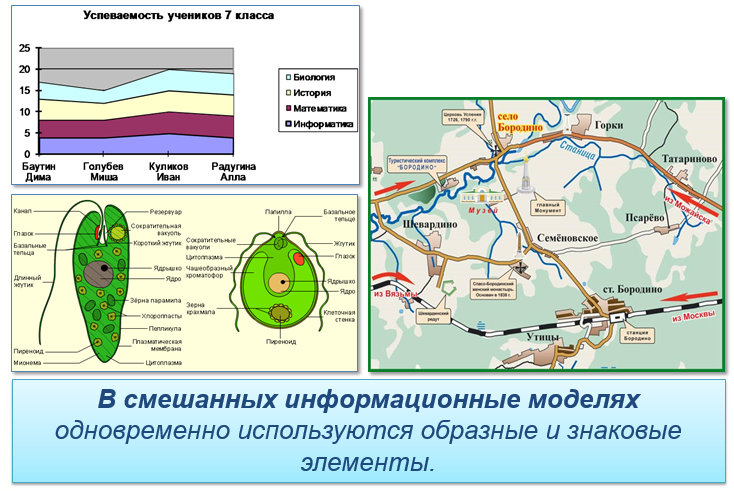 Успеваемость учеников 7 класса
25
20
15
10
5
0
Баутин
Дима
Голубев
Миша
Куликов
Иван
Радугина
Алла
Биология
История
Математика
Информатика
Канал
Глазок
Базальные
тельца
Длинный
жгутик
Пиреноид
Мионема
Резервуар
Сократительная
вакуоль
Короткий жгутик
Ядрышко
Ядро
Зёрна парамила
Хлоропласты
Пелликула
Плазматическая
мембрана
Цитоплазма
Папилла
Сократительные
вакуоли
Цитоплазма
Чашеобразный
хроматофор
Зерна
крахмала
Пиреноид
Базальное
тельце
Жгутик
Глазок
Ядрышко
Ядро
Клеточная
стенка
Церковь Успения
село
Бородино
Горки
Станица
Татариново
Туристический комплекс
"БОРОДИНО"
главный
Монумент
Музей
из Можайска
Псарёво
Шевардино
Семёновское
Спасо-Бородинский
женский монастырь
Основан в 1838 г.
из Вязьмы
Шевардинский
редут
ст. Бородино
из Москвы
станция
Бородино
Утицы
В смешанных информационные моделях
одновременно используются образные и знаковые
элементы.